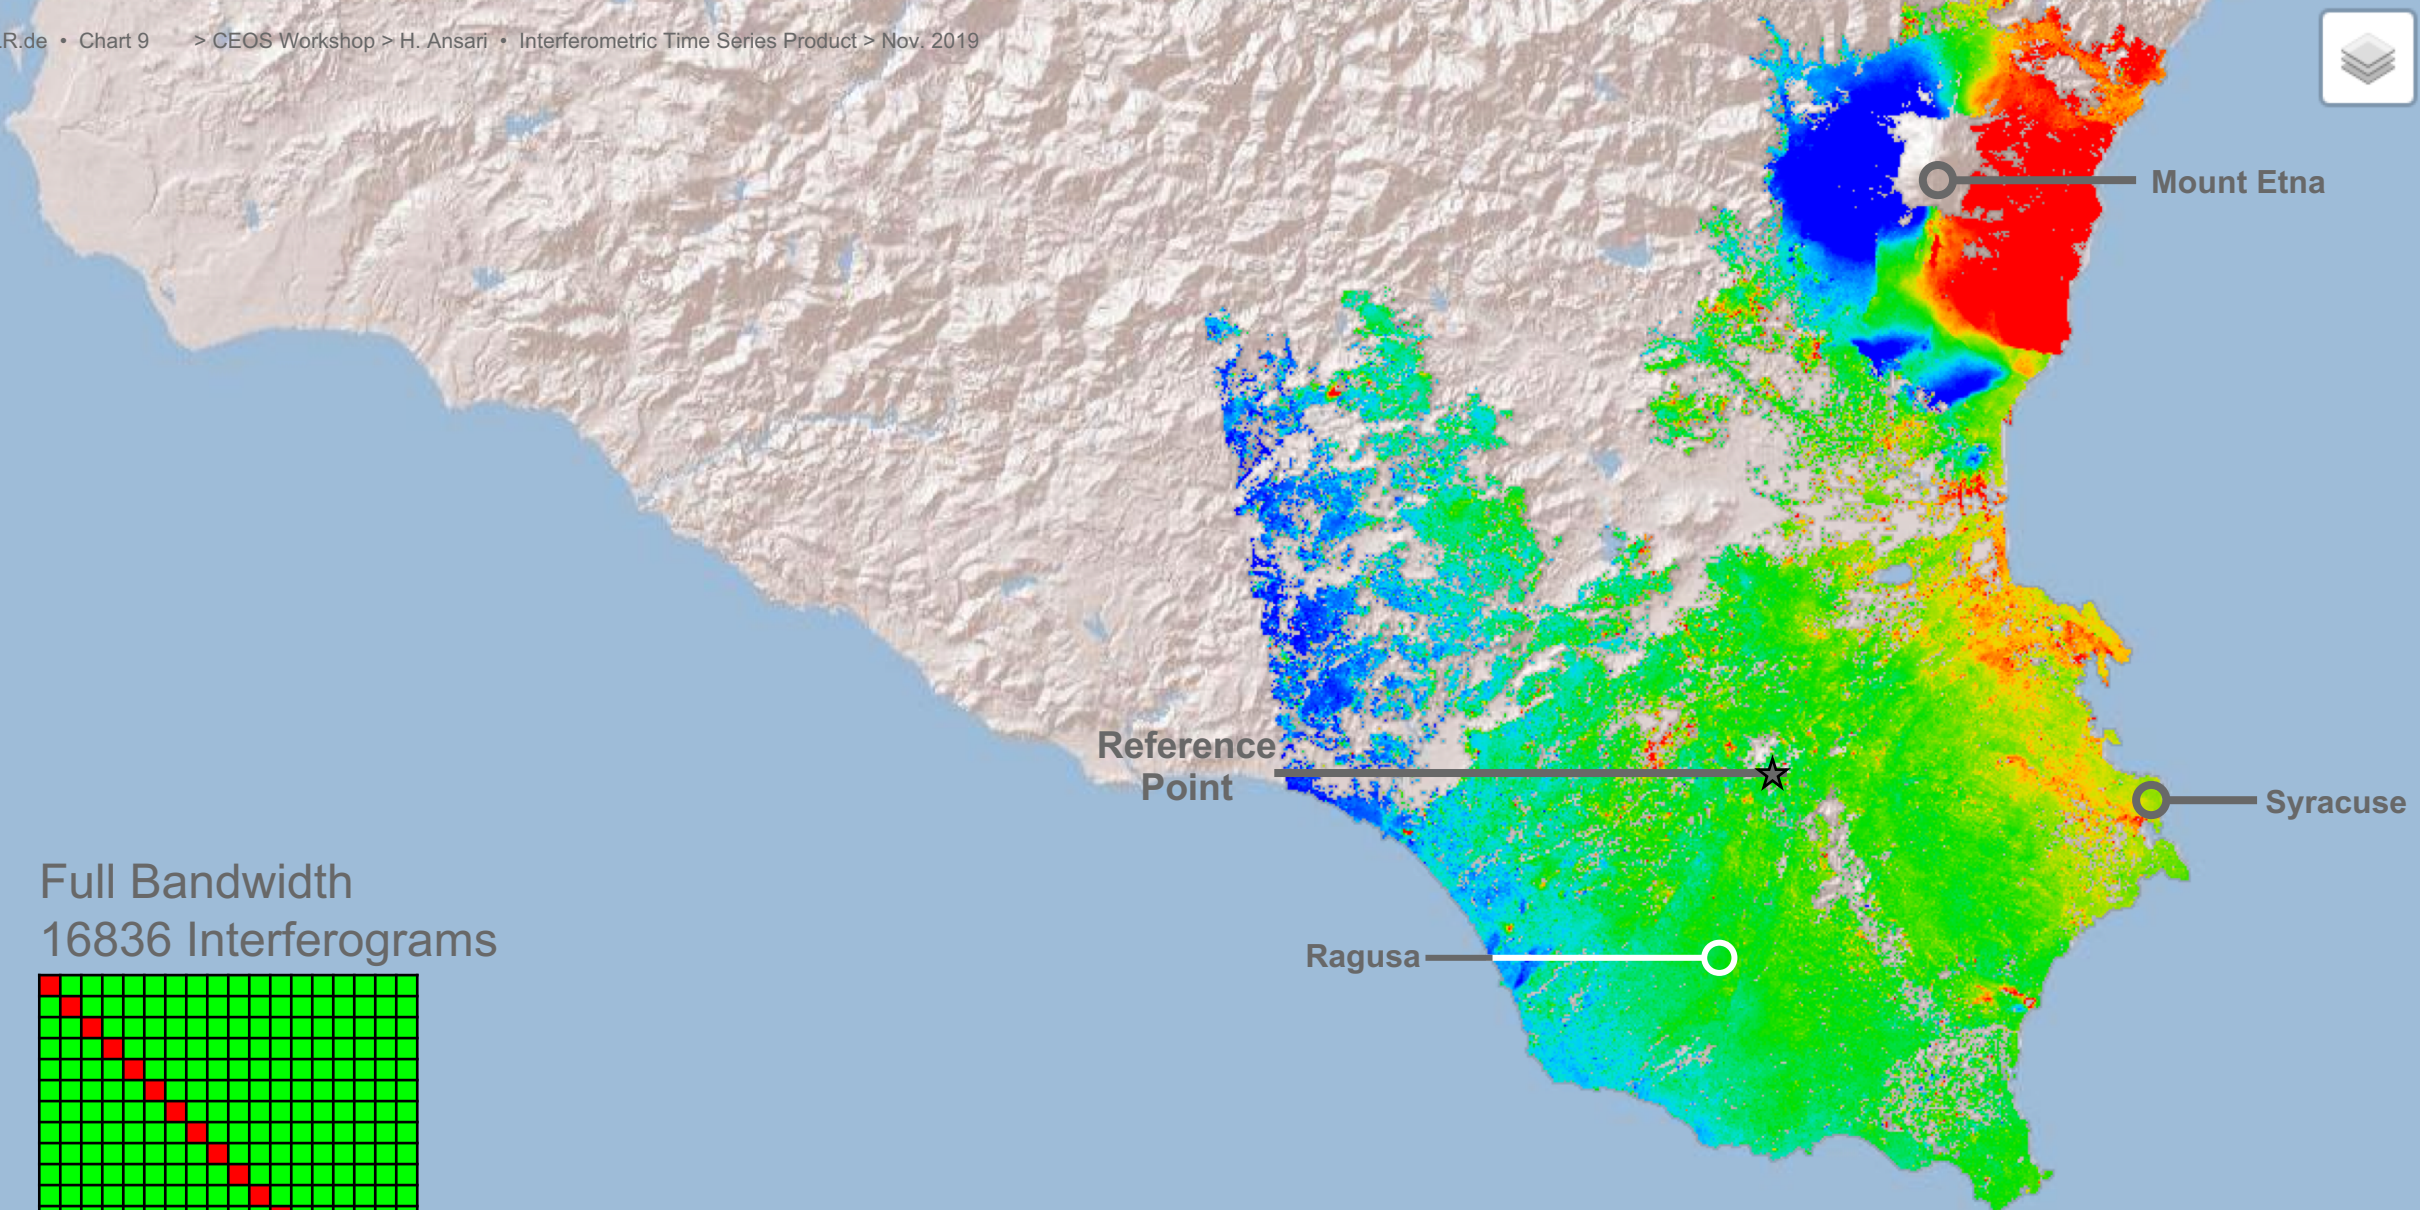 R.de • Chart 9 > CEOS Workshop > H. Ansari • Interferometric Time Series Product > Nov. 2019
Mount Etna
Reference
Point
Syracuse
Full Bandwidth
16836 Interferograms
Ragusa